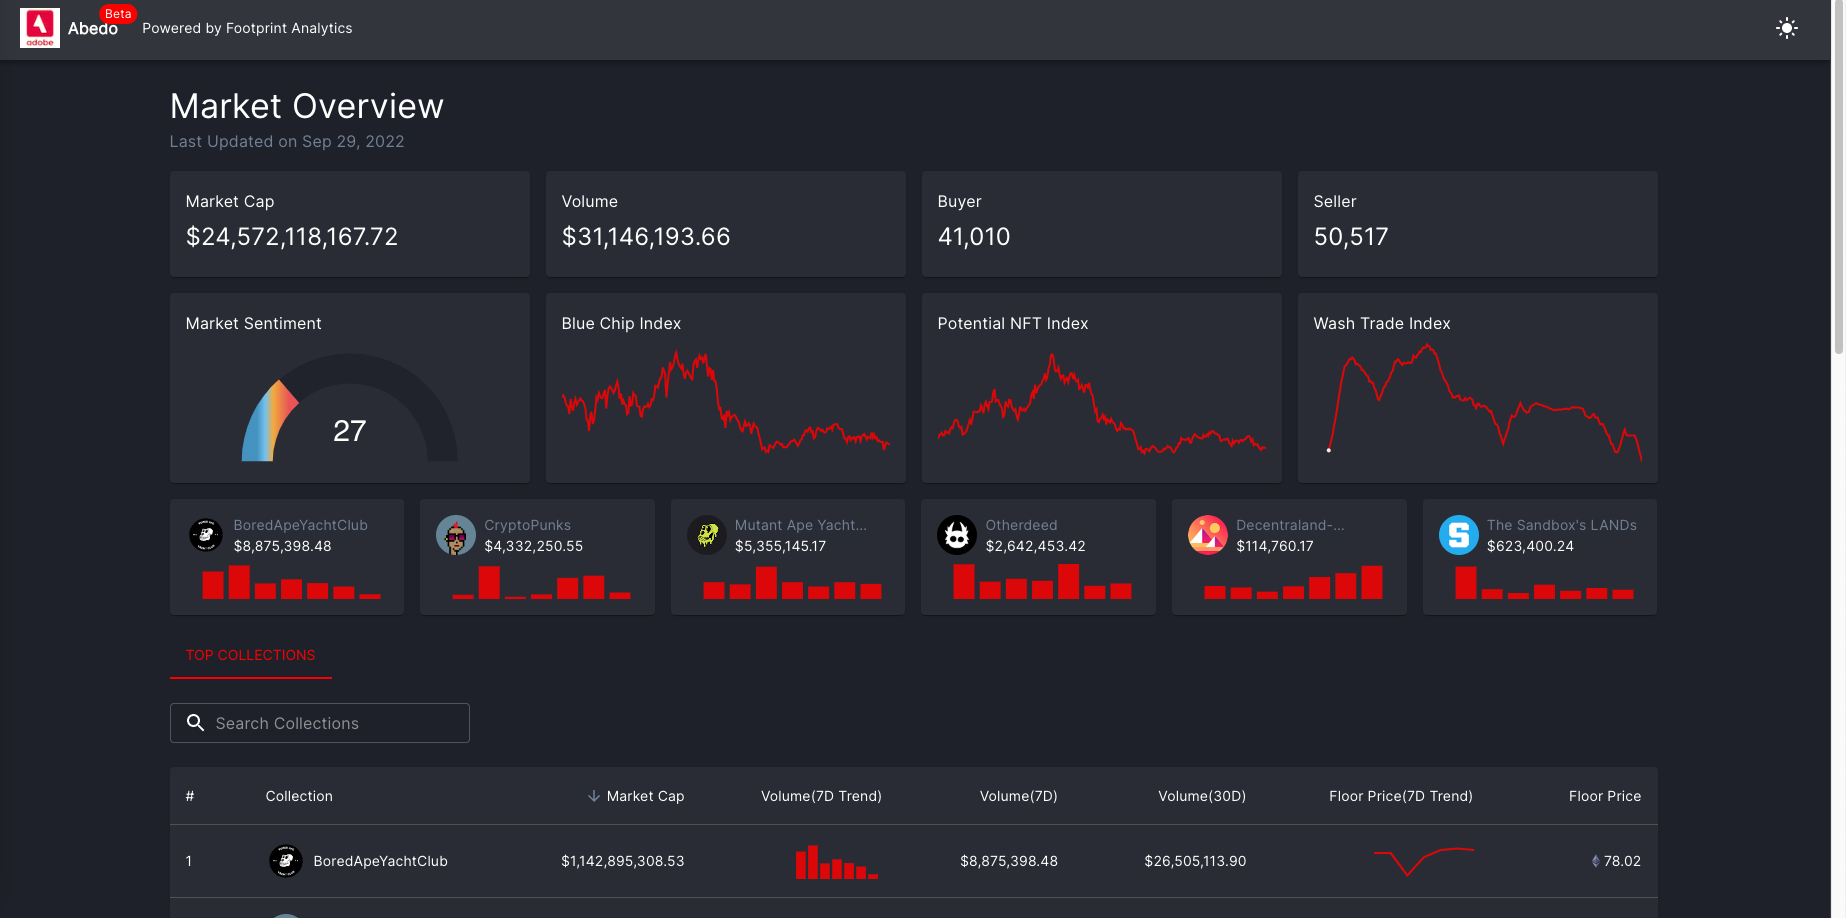 adobe
Abedo
Beta
Powered by Footprint Analytics
Market Overview
Last Updated on Sep 29, 2022
Market Cap
$24,572,118,167.72
Volume
$31,146,193.66
Buyer
41,010
Seller
50,517
Market Sentiment
27
Blue Chip Index
Potential NFT Index
Wash Trade Index
BoredApeYachtClub
$8,875,398.48
CryptoPunks
$4,332,250.55
Mutant Ape Yacht...
$5,355,145.17
Otherdeed
$2,642,453.42
Decentraland-...
$114,760.17
The Sandbox's LANDs
$623,400.24
TOP COLLECTIONS
Search Collections
# Collection Market Cap Volume(7D Trend) Volume(7D) Volume(30D) Floor Price(7D Trend) Floor Price
1 BoredApeYachtClub $1,142,895,308.53 $8,875,398.48 $26,505,113.90 78.02